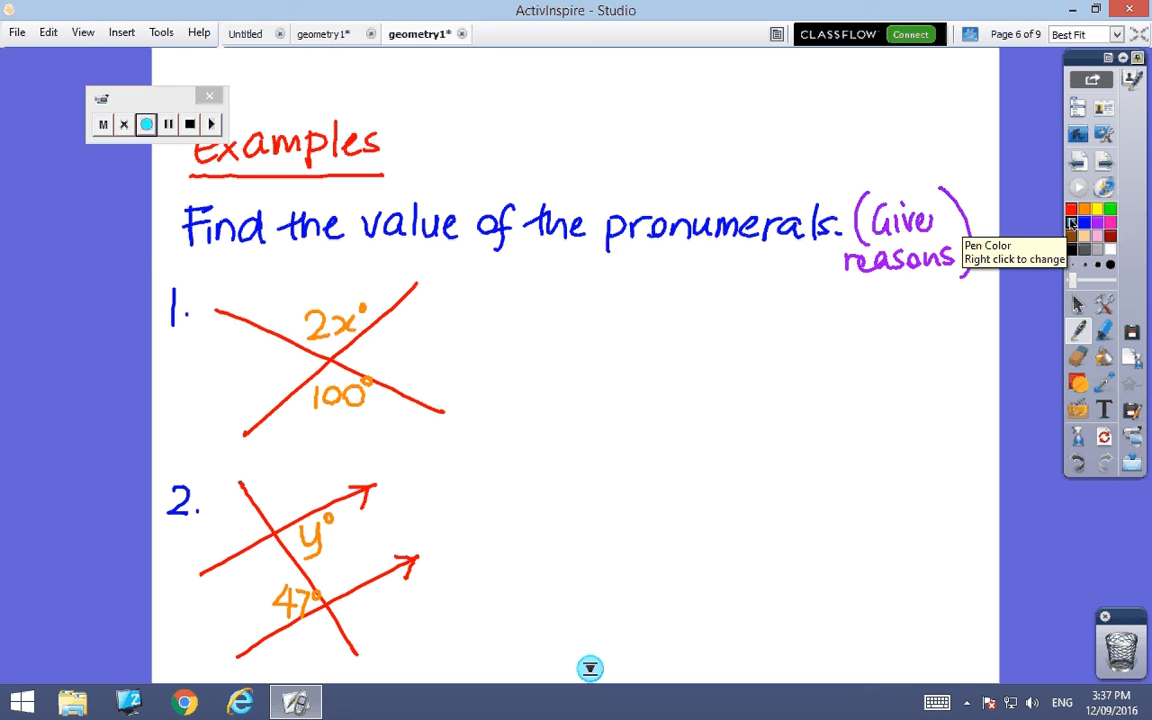 ActivInspire - Studio
File Edit View Insert Tools Help
Untitled geometry1* geometry1*
CLASSFLOW Connect
Page 6 of 9 Best Fit
M
Examples
Find the value of the pronumerals. (Give
reasons)
Pen Color
Right click to change
1.
2x°
100°
2.
y°
47°
T
ENG
3:37 PM
12/09/2016